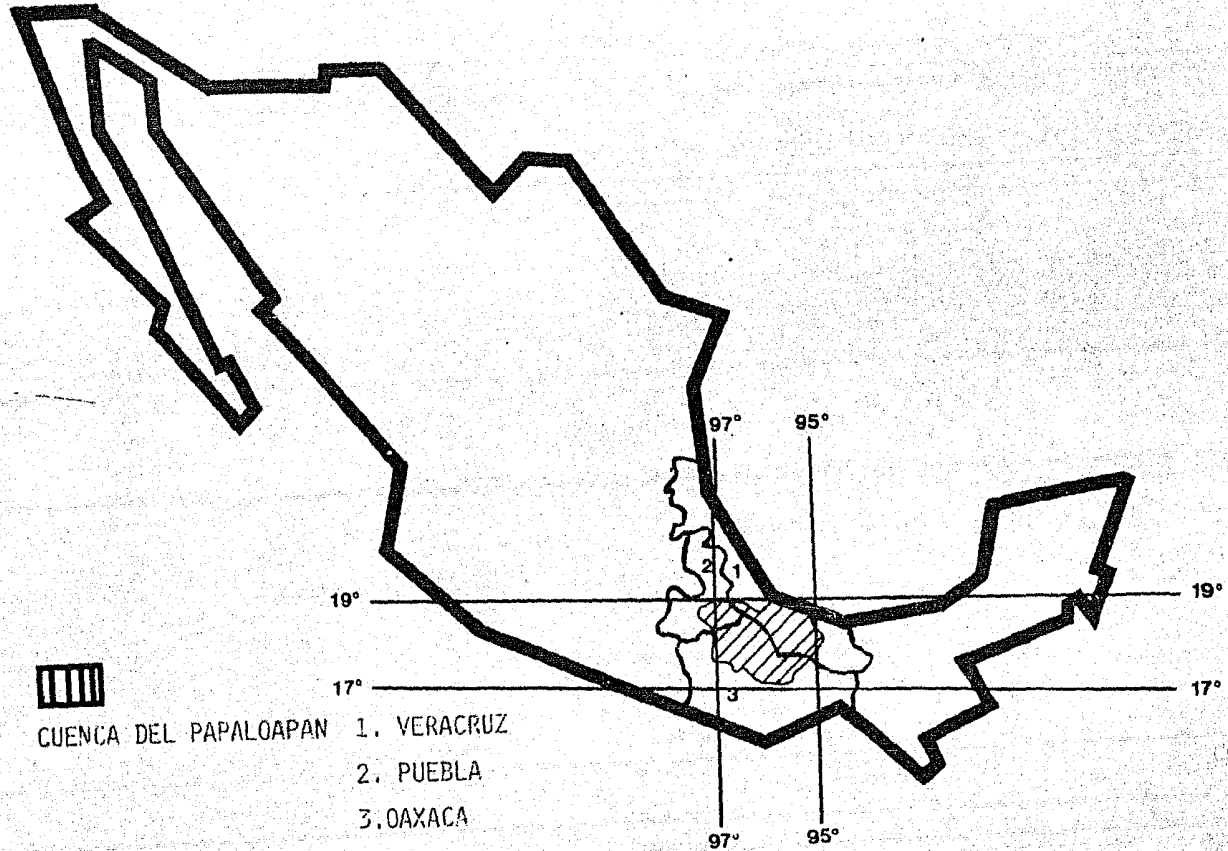 97° 95°
2 1
19° 19°
17° 3 17°
CUENCA DEL PAPALOAPAN 1. VERACRUZ
2. PUEBLA
3.OAXACA
97° 95°